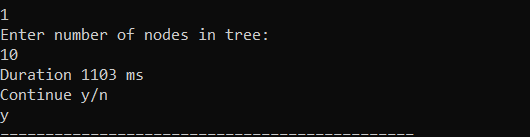 1
Enter number of nodes in tree:
10
Duration 1103 ms
Continue y/n
y
----------------------------------------------